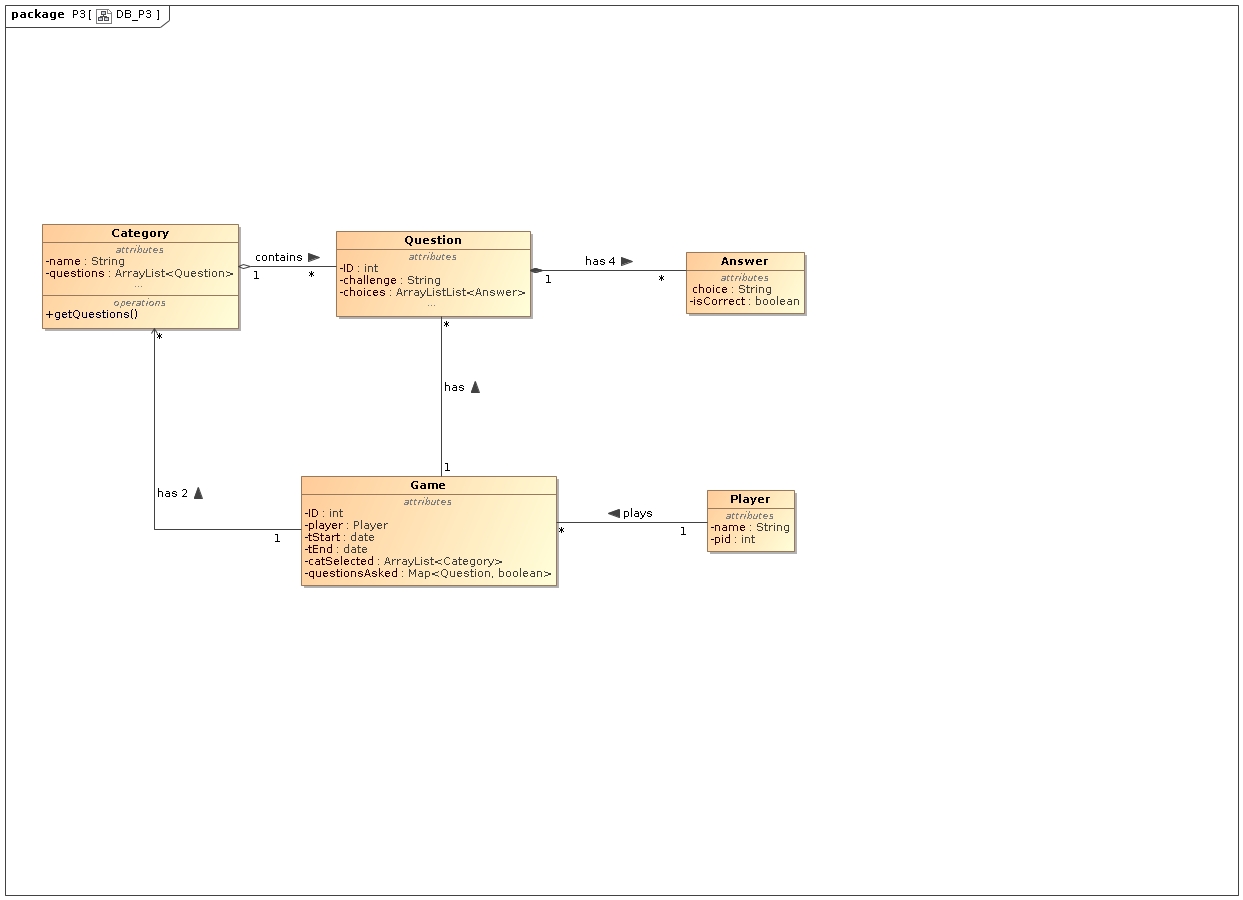 package P3[ DB_P3 ]
Category
attributes
-name : String
-questions : ArrayList<Question>
...
operations
+getQuestions()
contains
1
*
Question
attributes
-ID : int
-challenge : String
-choices : ArrayListList<Answer>
...
has 4
1
*
Answer
attributes
choice : String
-isCorrect : boolean
*
has 2
1
*
has
1
Game
attributes
-ID : int
-player : Player
-tStart : date
-tEnd : date
-catSelected : ArrayList<Category>
-questionsAsked : Map<Question, boolean>
plays
*
1
Player
attributes
-name : String
-pid : int